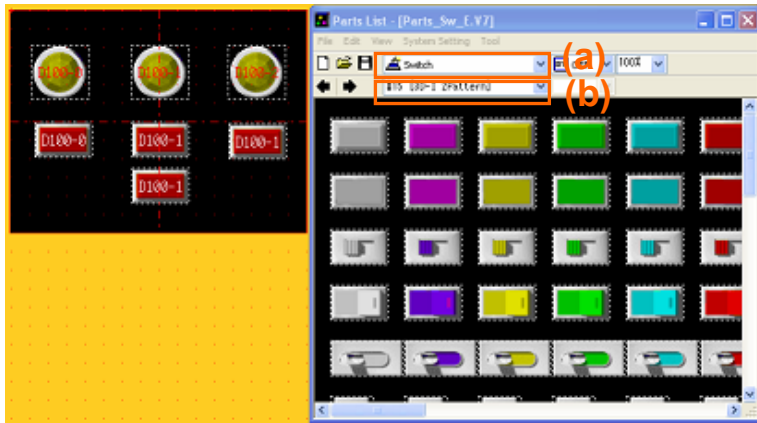 D100-0 D100-1 D100-2
D100-0 D100-1 D100-1
D100-1
Parts List - [Parts_Sw_E.V7]
File Edit View System Setting Tool
Switch (a) 100%
(b)